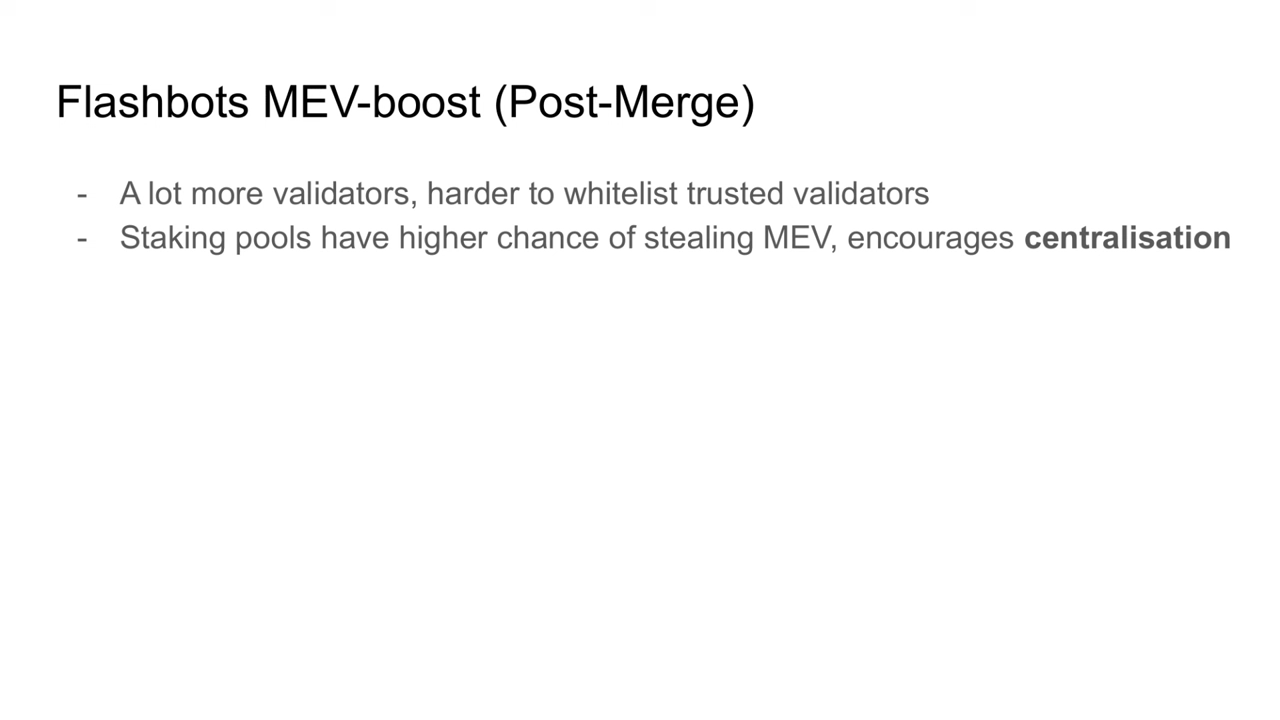 Flashbots MEV-boost (Post-Merge)
- A lot more validators, harder to whitelist trusted validators
- Staking pools have higher chance of stealing MEV, encourages centralisation